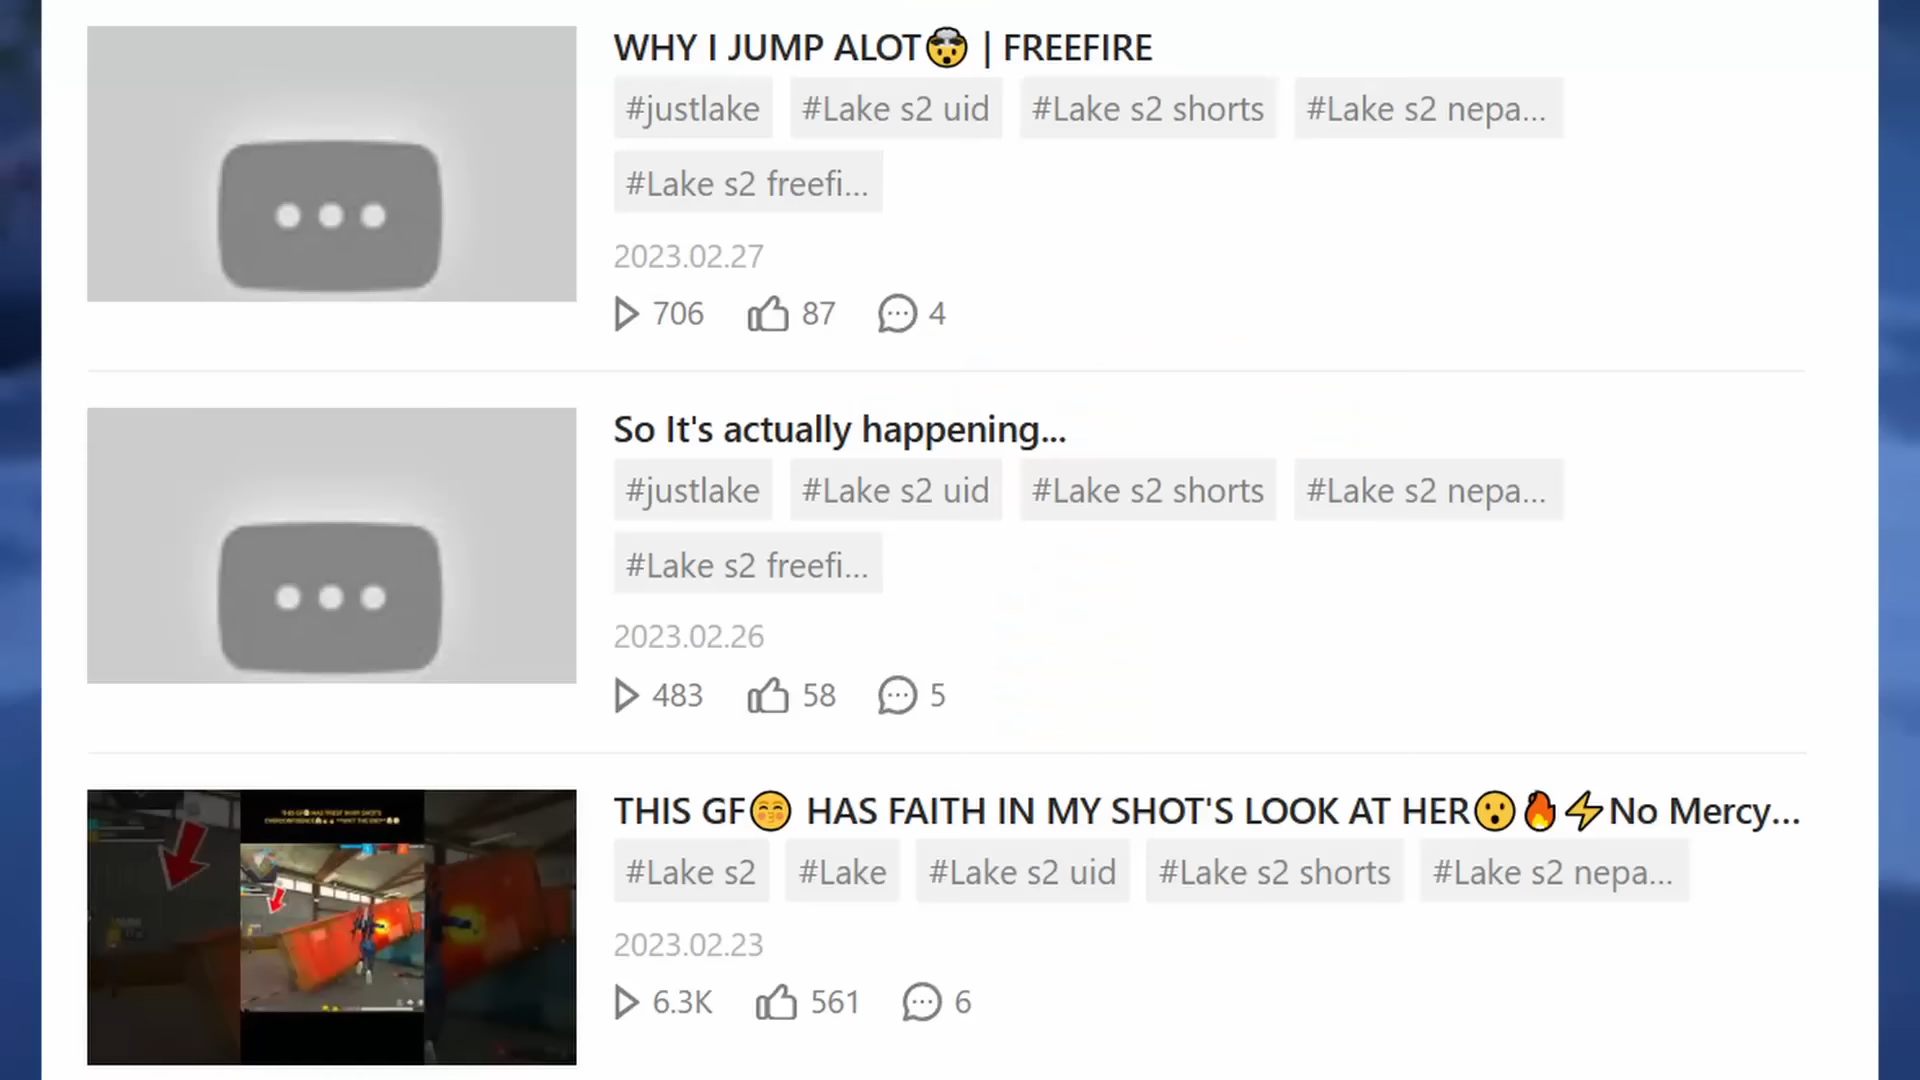 WHY I JUMP ALOT🤯 | FREEFIRE
#justlake #Lake s2 uid #Lake s2 shorts #Lake s2 nepa...
#Lake s2 freefi...
2023.02.27
706 87 4
So It's actually happening...
#justlake #Lake s2 uid #Lake s2 shorts #Lake s2 nepa...
#Lake s2 freefi...
2023.02.26
483 58 5
THIS GF😚 HAS FAITH IN MY SHOT'S LOOK AT HER😮🔥⚡No Mercy...
#Lake s2 #Lake #Lake s2 uid #Lake s2 shorts #Lake s2 nepa...
2023.02.23
6.3K 561 6